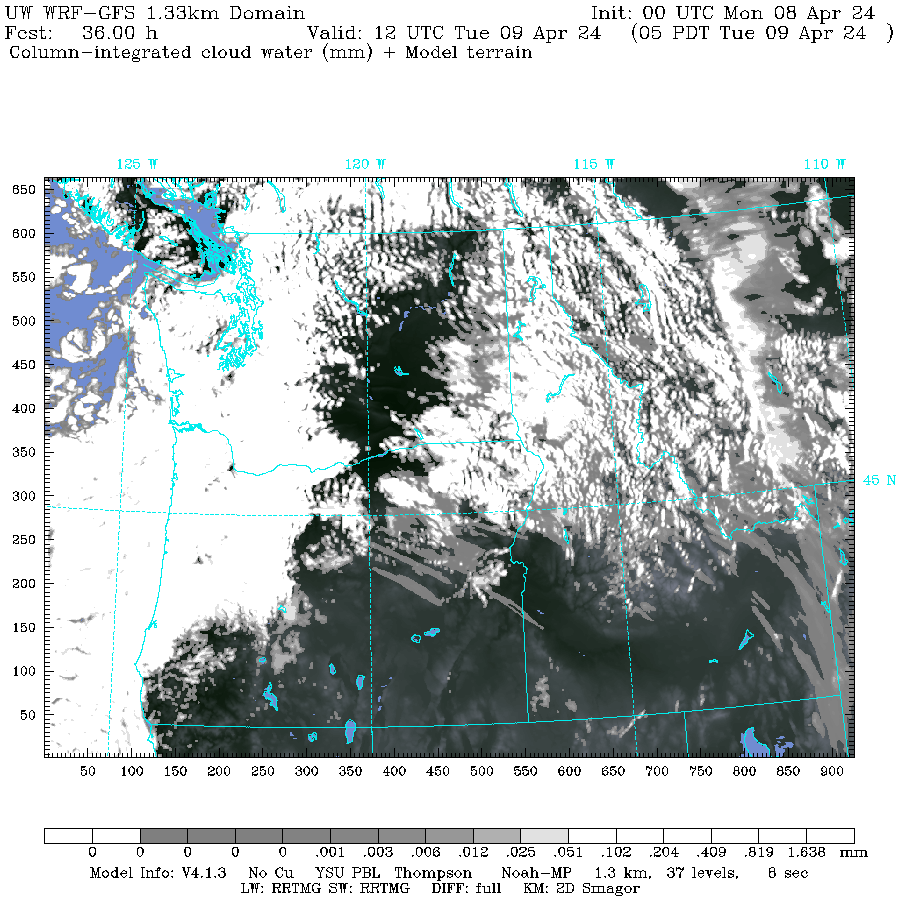 UW WRF-GFS 1.33km Domain Init: 00 UTC Mon 08 Apr 24
Fcst: 36.00 h Valid: 12 UTC Tue 09 Apr 24 (05 PDT Tue 09 Apr 24 )
Column-integrated cloud water (mm) + Model terrain
125 W 120 W 115 W 110 W
650
600
550
500
450
400
350
300
45 N
250
200
150
100
50
50 100 150 200 250 300 350 400 450 500 550 600 650 700 750 800 850 900
0 0 0 0 0 .001 .003 .006 .012 .025 .051 .102 .204 .409 .819 1.638 mm
Model Info: V4.1.3 No Cu YSU PBL Thompson Noah-MP 1.3 km, 37 levels, 8 sec
LW: RRTMG SW: RRTMG DIFF: full KM: 2D Smagor